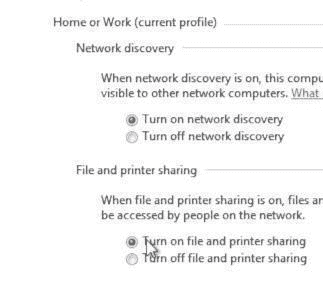 Home or Work (current profile)
Network discovery
When network discovery is on, this compu
visible to other network computers. What
Turn on network discovery
Turn off network discovery
File and printer sharing
When file and printer sharing is on, files an
be accessed by people on the network.
Turn on file and printer sharing
Turn off file and printer sharing